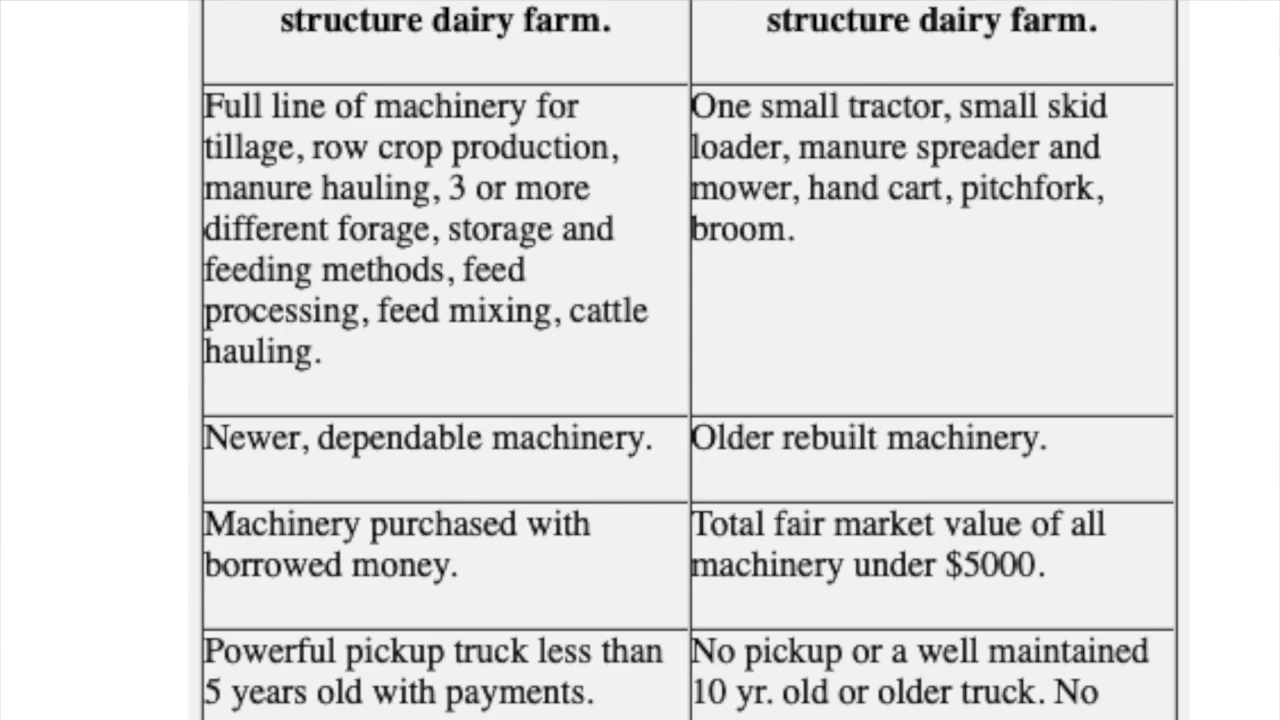 structure dairy farm.
structure dairy farm.
Full line of machinery for
tillage, row crop production,
manure hauling, 3 or more
different forage, storage and
feeding methods, feed
processing, feed mixing, cattle
hauling.
One small tractor, small skid
loader, manure spreader and
mower, hand cart, pitchfork,
broom.
Newer, dependable machinery.
Older rebuilt machinery.
Machinery purchased with
borrowed money.
Total fair market value of all
machinery under $5000.
Powerful pickup truck less than
5 years old with payments.
No pickup or a well maintained
10 yr. old or older truck. No